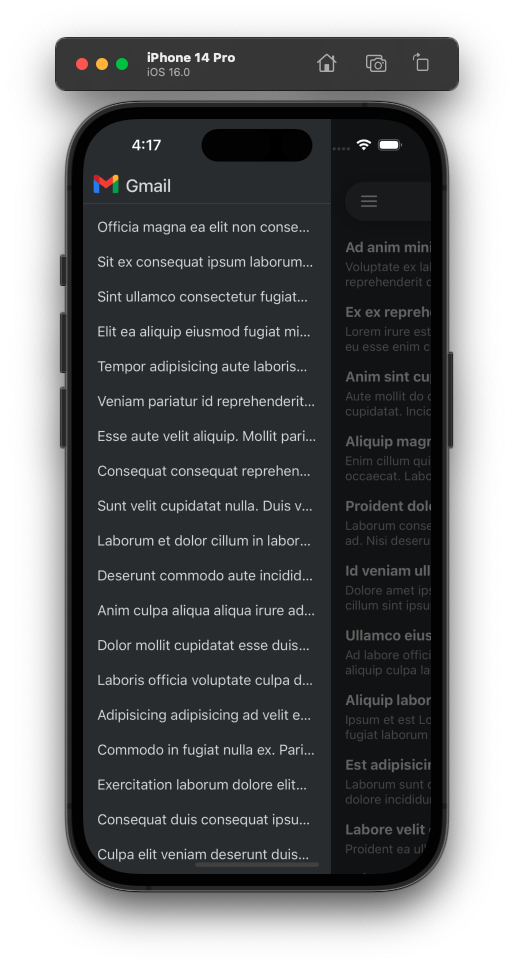 iPhone 14 Pro
iOS 16.0
4:17
Gmail
Officia magna ea elit non conse...
Sit ex consequat ipsum laborum...
Sint ullamco consectetur fugiat...
Elit ea aliquip eiusmod fugiat mi...
Tempor adipisicing aute laboris...
Veniam pariatur id reprehenderit...
Esse aute velit aliquip. Mollit pari...
Consequat consequat reprehen...
Sunt velit cupidatat nulla. Duis v...
Laborum et dolor cillum in labor...
Deserunt commodo aute incidid...
Anim culpa aliqua aliqua irure ad...
Dolor mollit cupidatat esse duis...
Laboris officia voluptate culpa d...
Adipisicing adipisicing ad velit e...
Commodo in fugiat nulla ex. Pari...
Exercitation laborum dolore elit...
Consequat duis consequat ipsu...
Culpa elit veniam deserunt duis...
Ad anim mini
Voluptate ex la
reprehenderit c
Ex ex repreh
Lorem irure est
eu esse enim c
Anim sint cu
Aute mollit do
cupidatat. Incid
Aliquip magn
Enim cillum qui
occaecat. Labo
Proident dol
Laborum conse
ad. Nisi deseru
Id veniam ull
Dolore amet ips
cillum sint ipsu
Ullamco eius
Ad labore offici
aliquip culpa la
Aliquip labor
Ipsum et est Lo
fugiat laborum
Est adipisicin
Laborum sunt c
dolore incididun
Labore velit
Proident ea ul